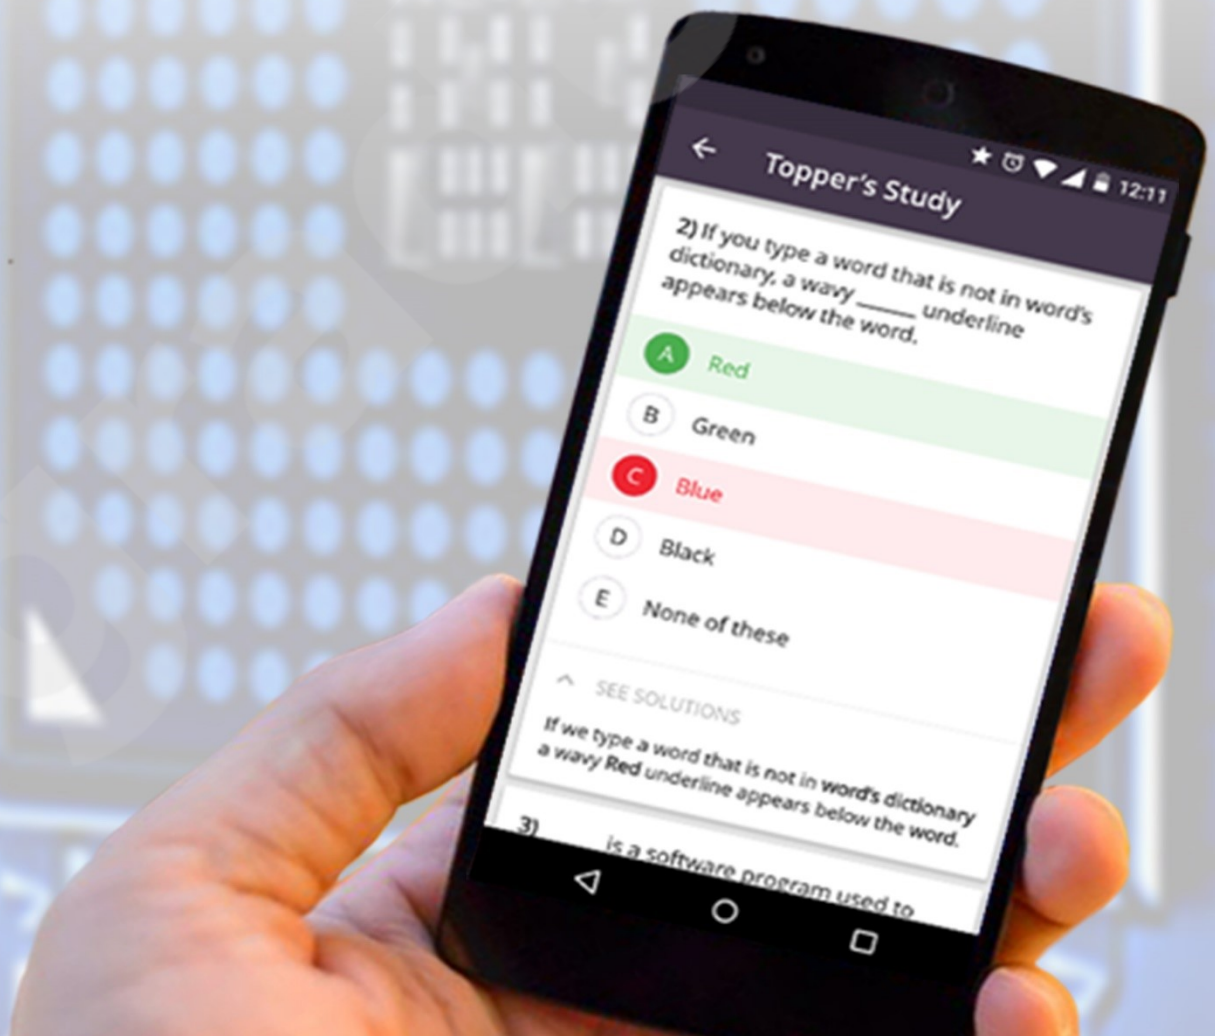 12:11
Topper's Study
2) If you type a word that is not in word's
dictionary, a wavy ______ underline
appears below the word.
A Red
B Green
C Blue
D Black
E None of these
SEE SOLUTIONS
If we type a word that is not in word's dictionary
a wavy Red underline appears below the word.
3) ______ is a software program used to